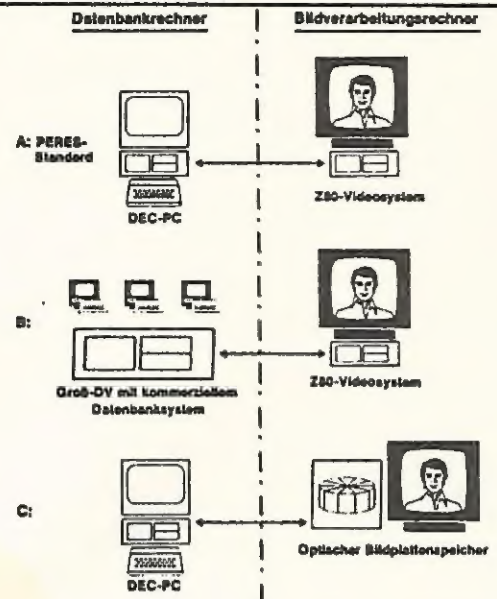 Datenbankrechner
Bildverarbeitungsrechner
A: PERES-
Standard
DEC-PC
Z80-Videosystem
B:
Groß-DV mit kommerziellem
Datenbanksystem
Z80-Videosystem
C:
DEC-PC
Optischer Bildplattenspeicher